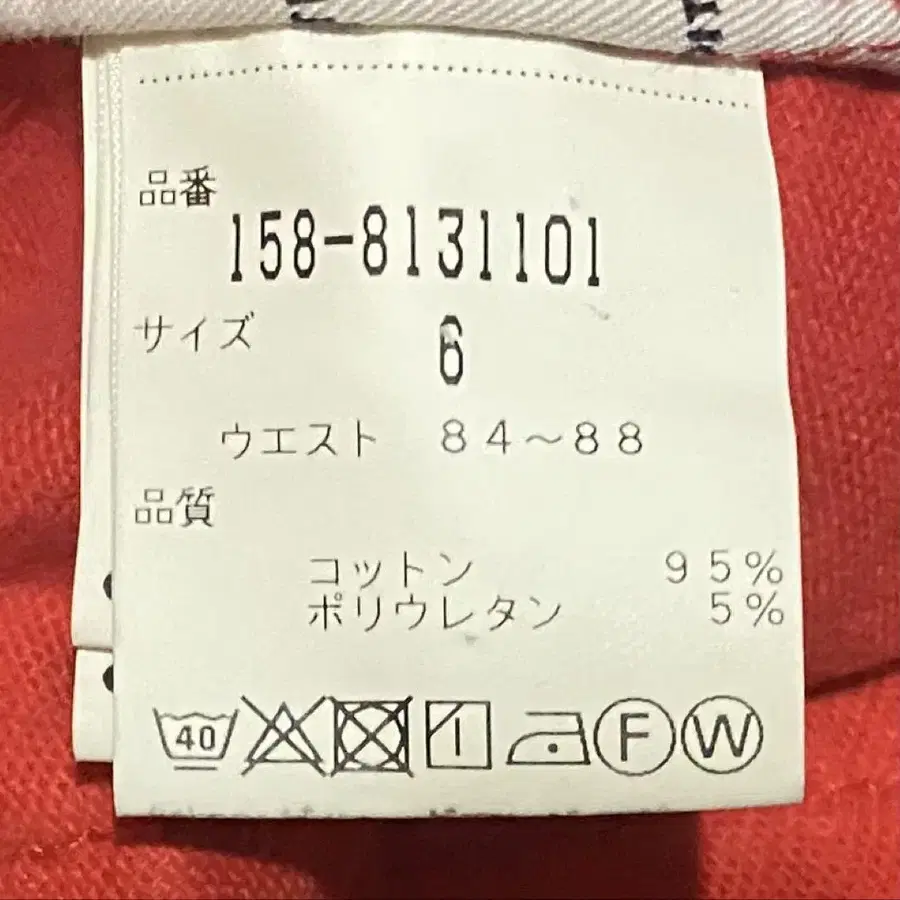 品番
158-8131101
サイズ 6
ウエスト 84～88
品質
コットン 95%
ポリウレタン 5%
40 F W